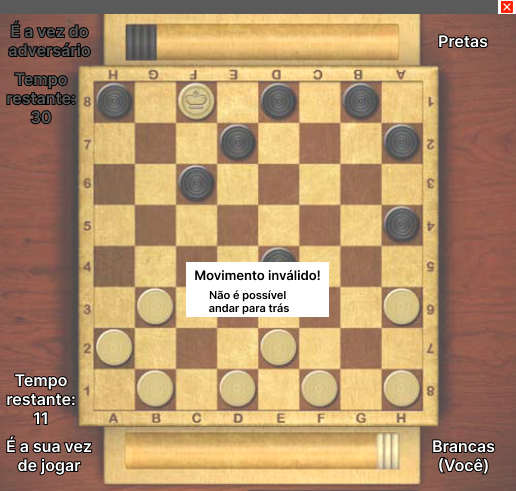 É a vez do
adversário
Pretas
Tempo
restante:
30
H G F E D C B A
8 1
7 2
6 3
5 4
4 5
Movimento inválido!
Não é possível
andar para trás
3 6
2 7
Tempo
restante:
11
1 8
A B C D E F G H
É a sua vez
de jogar
Brancas
(Você)